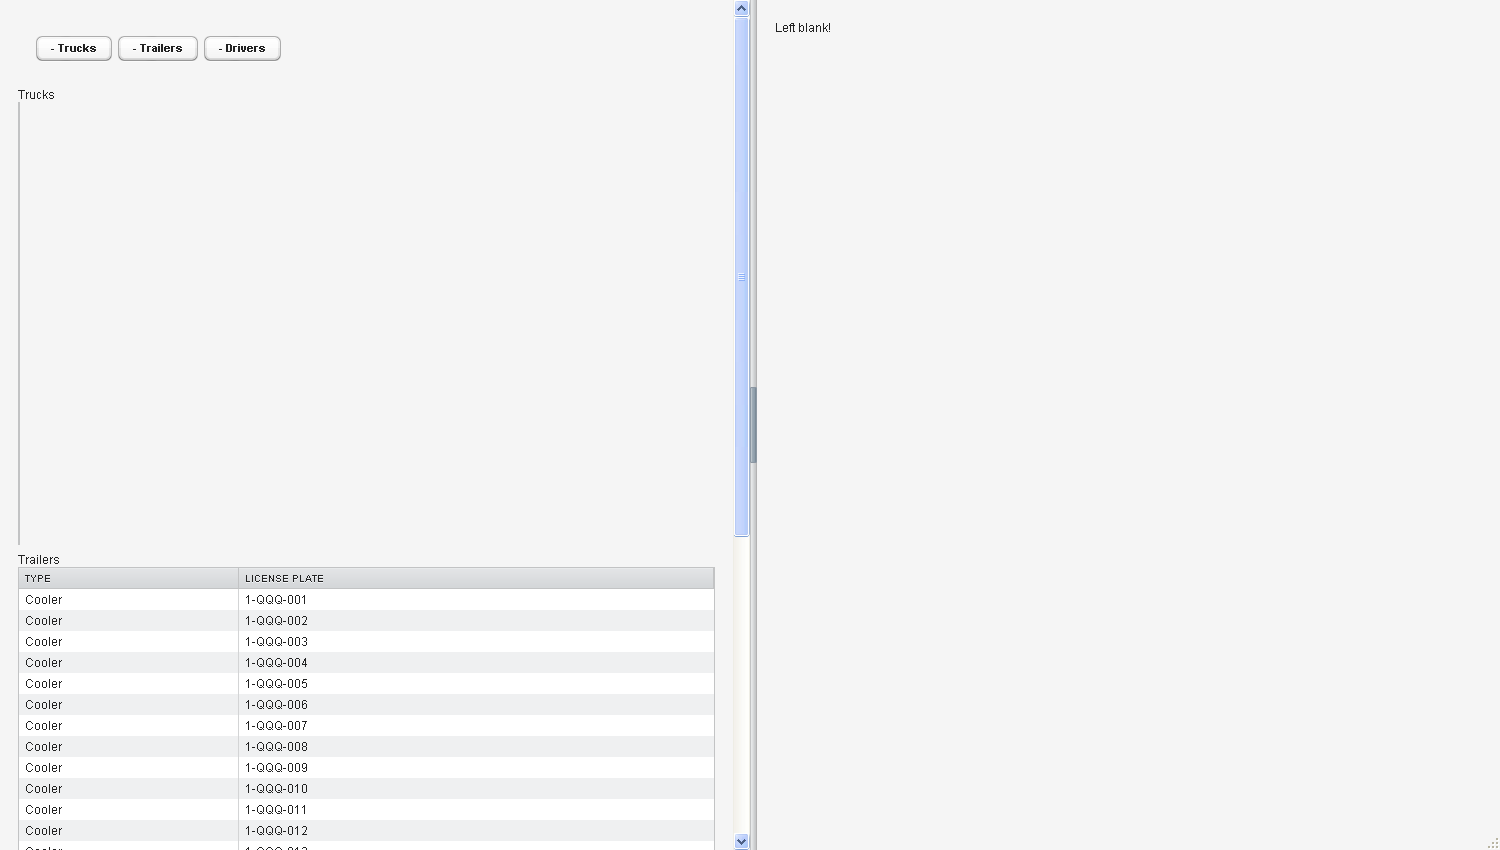 - Trucks - Trailers - Drivers
Left blank!
Trucks
Trailers
TYPE LICENSE PLATE
Cooler 1-QQQ-001
Cooler 1-QQQ-002
Cooler 1-QQQ-003
Cooler 1-QQQ-004
Cooler 1-QQQ-005
Cooler 1-QQQ-006
Cooler 1-QQQ-007
Cooler 1-QQQ-008
Cooler 1-QQQ-009
Cooler 1-QQQ-010
Cooler 1-QQQ-011
Cooler 1-QQQ-012